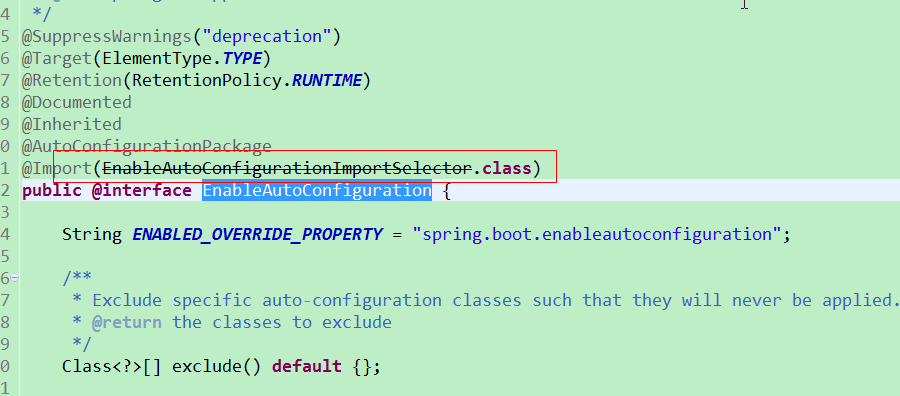 4 */
5 @SuppressWarnings("deprecation")
6 @Target(ElementType.TYPE)
7 @Retention(RetentionPolicy.RUNTIME)
8 @Documented
9 @Inherited
0 @AutoConfigurationPackage
1 @Import(EnableAutoConfigurationImportSelector.class)
2 public @interface EnableAutoConfiguration {
3
4 String ENABLED_OVERRIDE_PROPERTY = "spring.boot.enableautoconfiguration";
5
6 /**
7 * Exclude specific auto-configuration classes such that they will never be applied.
8 * @return the classes to exclude
9 */
0 Class<?>[] exclude() default {};
1